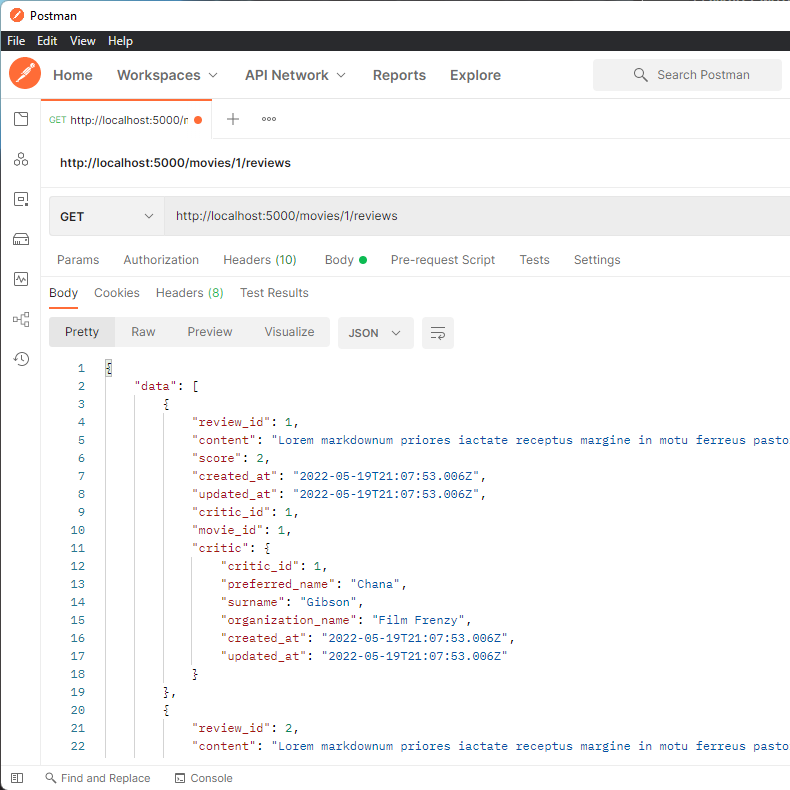 Postman
File Edit View Help
Home Workspaces API Network Reports Explore Search Postman
GET http://localhost:5000/
http://localhost:5000/movies/1/reviews
GET http://localhost:5000/movies/1/reviews
Params Authorization Headers (10) Body Pre-request Script Tests Settings
Body Cookies Headers (8) Test Results
Pretty Raw Preview Visualize JSON
1 {
2 "data": [
3 {
4 "review_id": 1,
5 "content": "Lorem markdownum priores iactate receptus margine in motu ferreus pasto
6 "score": 2,
7 "created_at": "2022-05-19T21:07:53.006Z",
8 "updated_at": "2022-05-19T21:07:53.006Z",
9 "critic_id": 1,
10 "movie_id": 1,
11 "critic": {
12 "critic_id": 1,
13 "preferred_name": "Chana",
14 "surname": "Gibson",
15 "organization_name": "Film Frenzy",
16 "created_at": "2022-05-19T21:07:53.006Z",
17 "updated_at": "2022-05-19T21:07:53.006Z"
18 }
19 },
20 {
21 "review_id": 2,
22 "content": "Lorem markdownum priores iactate receptus margine in motu ferreus pasto
Find and Replace Console